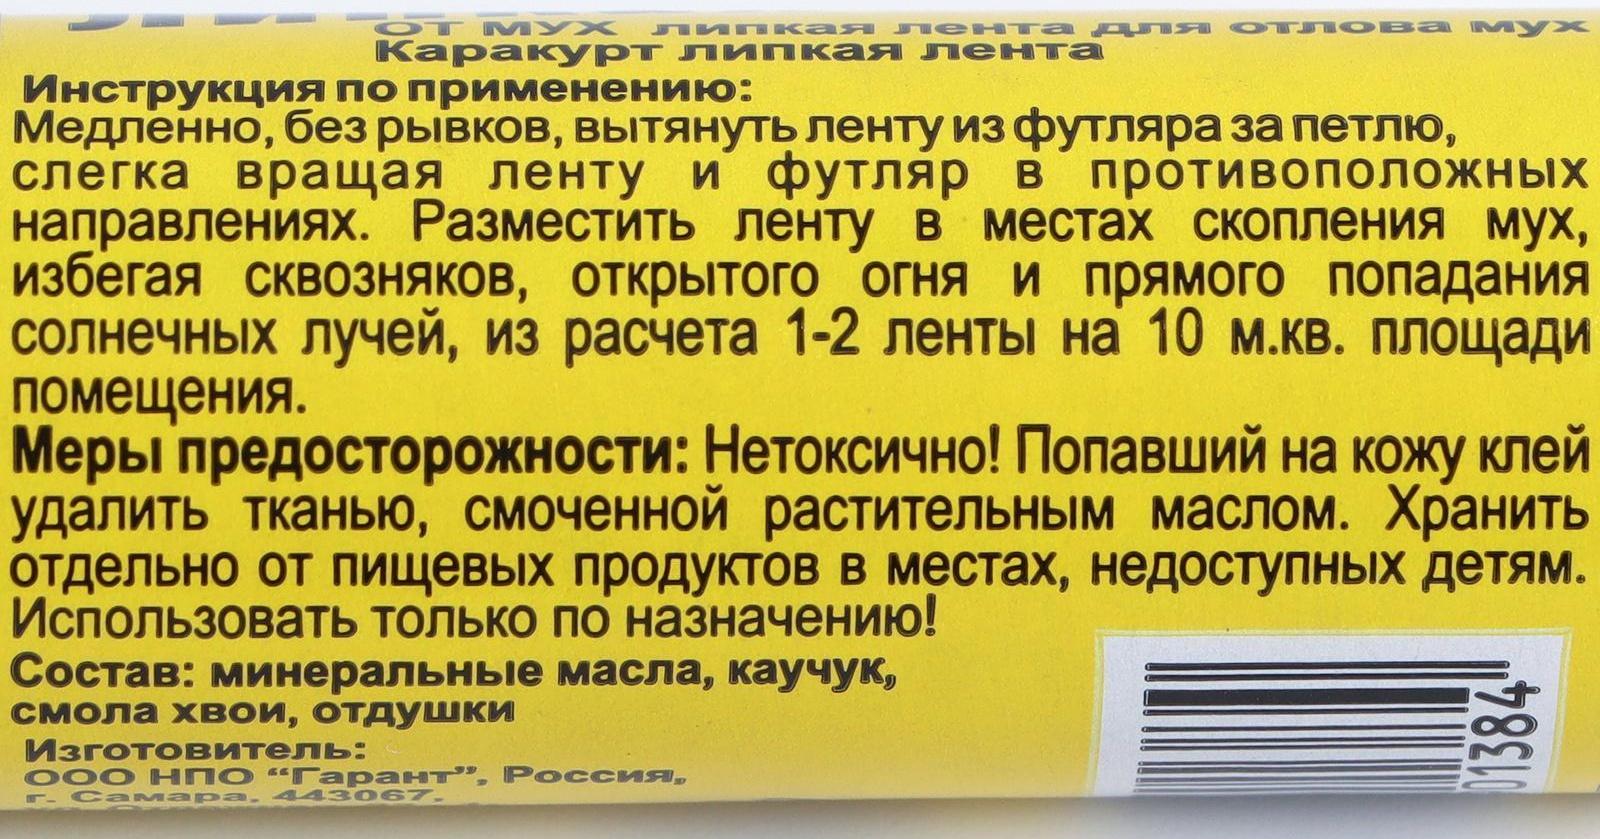 от мух липкая лента для отлова мух
Каракурт липкая лента
Инструкция по применению:
Медленно, без рывков, вытянуть ленту из футляра за петлю,
слегка вращая ленту и футляр в противоположных
направлениях. Разместить ленту в местах скопления мух,
избегая сквозняков, открытого огня и прямого попадания
солнечных лучей, из расчета 1-2 ленты на 10 м.кв. площади
помещения.
Меры предосторожности: Нетоксично! Попавший на кожу клей
удалить тканью, смоченной растительным маслом. Хранить
отдельно от пищевых продуктов в местах, недоступных детям.
Использовать только по назначению!
Состав: минеральные масла, каучук,
смола хвои, отдушки
Изготовитель:
ООО НПО “Гарант”, Россия,
г. Самара, 443067,
01384